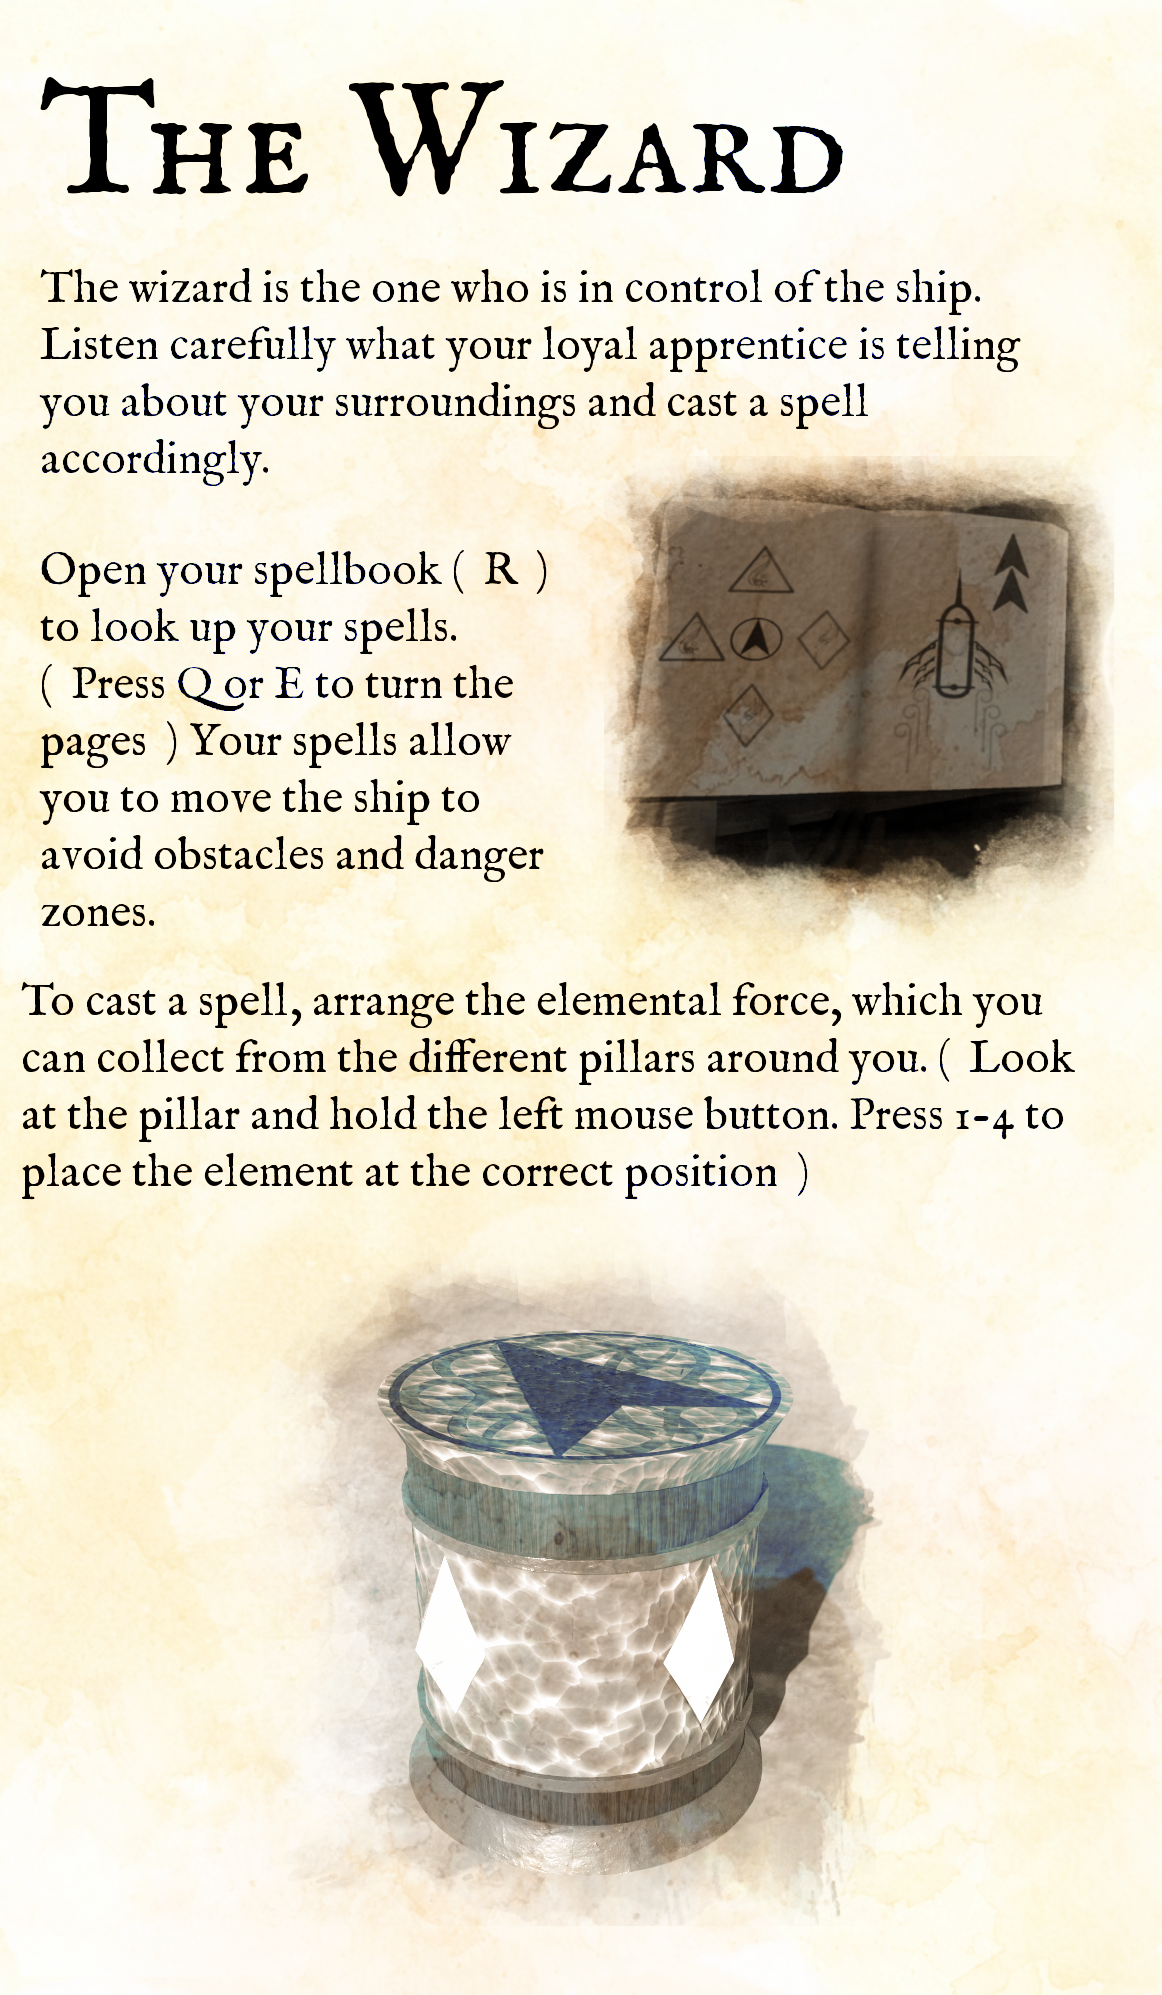 The Wizard
The wizard is the one who is in control of the ship.
Listen carefully what your loyal apprentice is telling
you about your surroundings and cast a spell
accordingly.
Open your spellbook ( R )
to look up your spells.
( Press Q or E to turn the
pages ) Your spells allow
you to move the ship to
avoid obstacles and danger
zones.
To cast a spell, arrange the elemental force, which you
can collect from the different pillars around you. ( Look
at the pillar and hold the left mouse button. Press 1-4 to
place the element at the correct position )